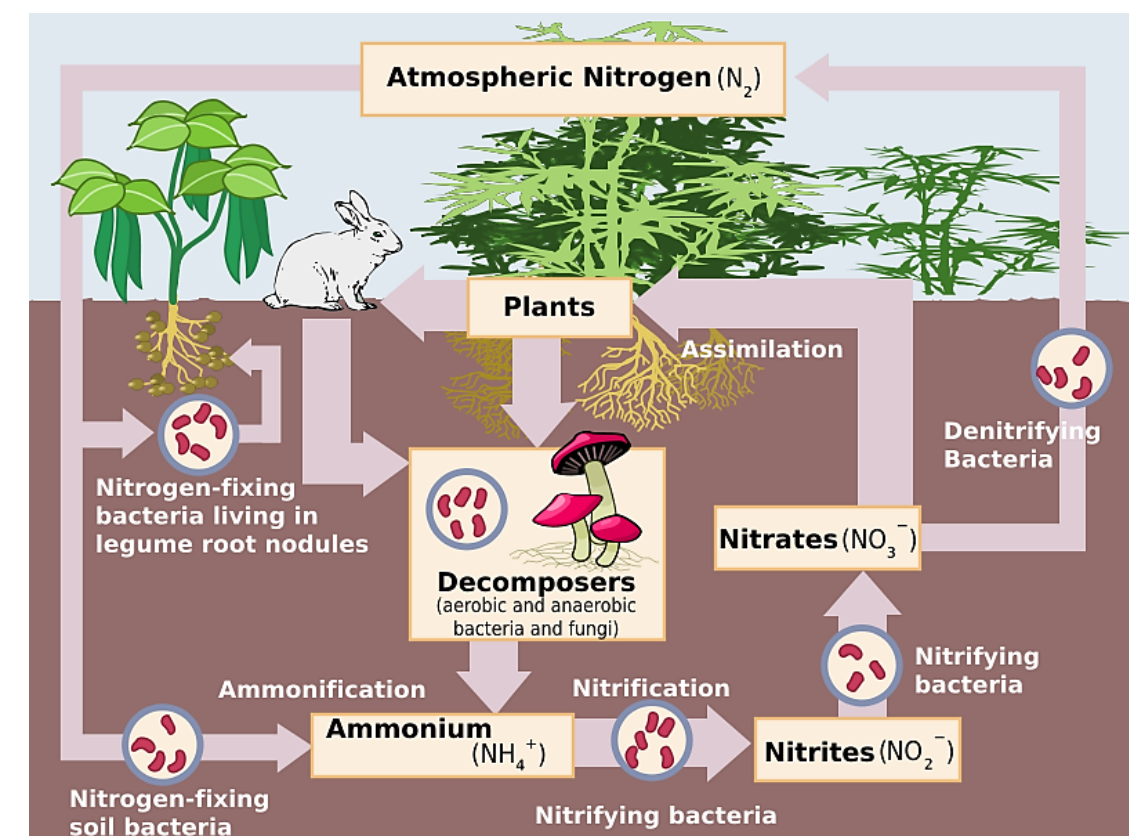 Atmospheric Nitrogen (N₂)
Plants
Assimilation
Denitrifying
Bacteria
Nitrogen-fixing
bacteria living in
legume root nodules
Decomposers
(aerobic and anaerobic
bacteria and fungi)
Nitrates (NO₃⁻)
Nitrifying
bacteria
Ammonification
Nitrification
Ammonium
(NH₄⁺)
Nitrites (NO₂⁻)
Nitrogen-fixing
soil bacteria
Nitrifying bacteria